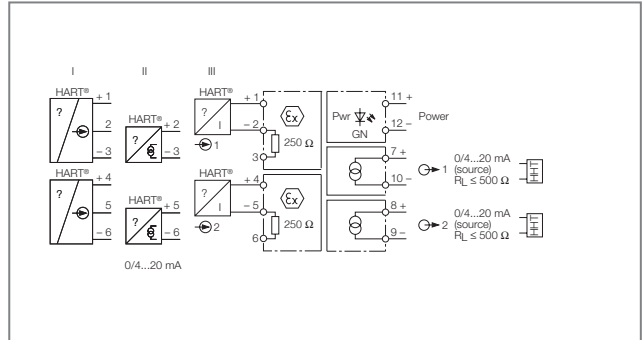 I II III
HART® HART® HART®
? + 1
2
– 3
? + 2
– 3
? I
+ 1
– 2
3
1
εx
250 Ω
Pwr
GN
11 +
12 –
Power
7 +
10 –
1
0/4...20 mA
(source)
RL ≤ 500 Ω
HART® HART® HART®
? + 4
5
– 6
? + 5
– 6
? I
+ 4
– 5
6
2
εx
250 Ω
8 +
9 –
2
0/4...20 mA
(source)
RL ≤ 500 Ω
0/4...20 mA